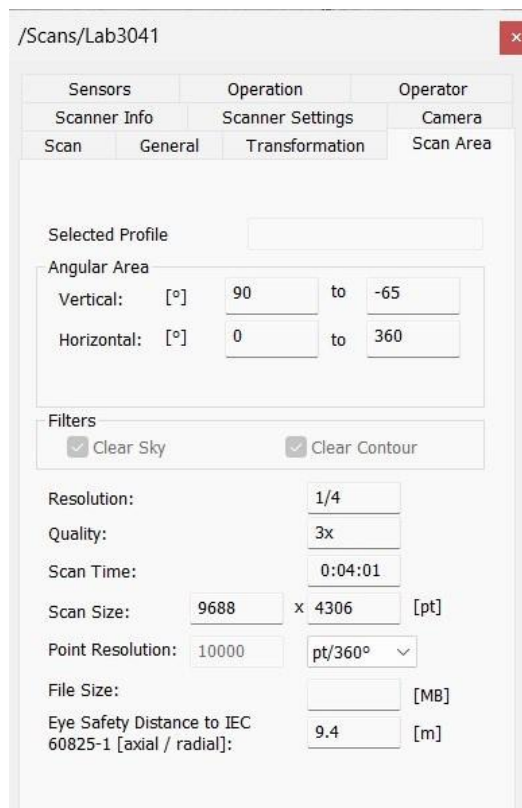 /Scans/Lab3041 ×
Sensors Operation Operator
Scanner Info Scanner Settings Camera
Scan General Transformation Scan Area
Selected Profile
Angular Area
Vertical: [°] 90 to -65
Horizontal: [°] 0 to 360
Filters
Clear Sky Clear Contour
Resolution: 1/4
Quality: 3x
Scan Time: 0:04:01
Scan Size: 9688 x 4306 [pt]
Point Resolution: 10000 pt/360°
File Size: [MB]
Eye Safety Distance to IEC
60825-1 [axial / radial]: 9.4 [m]